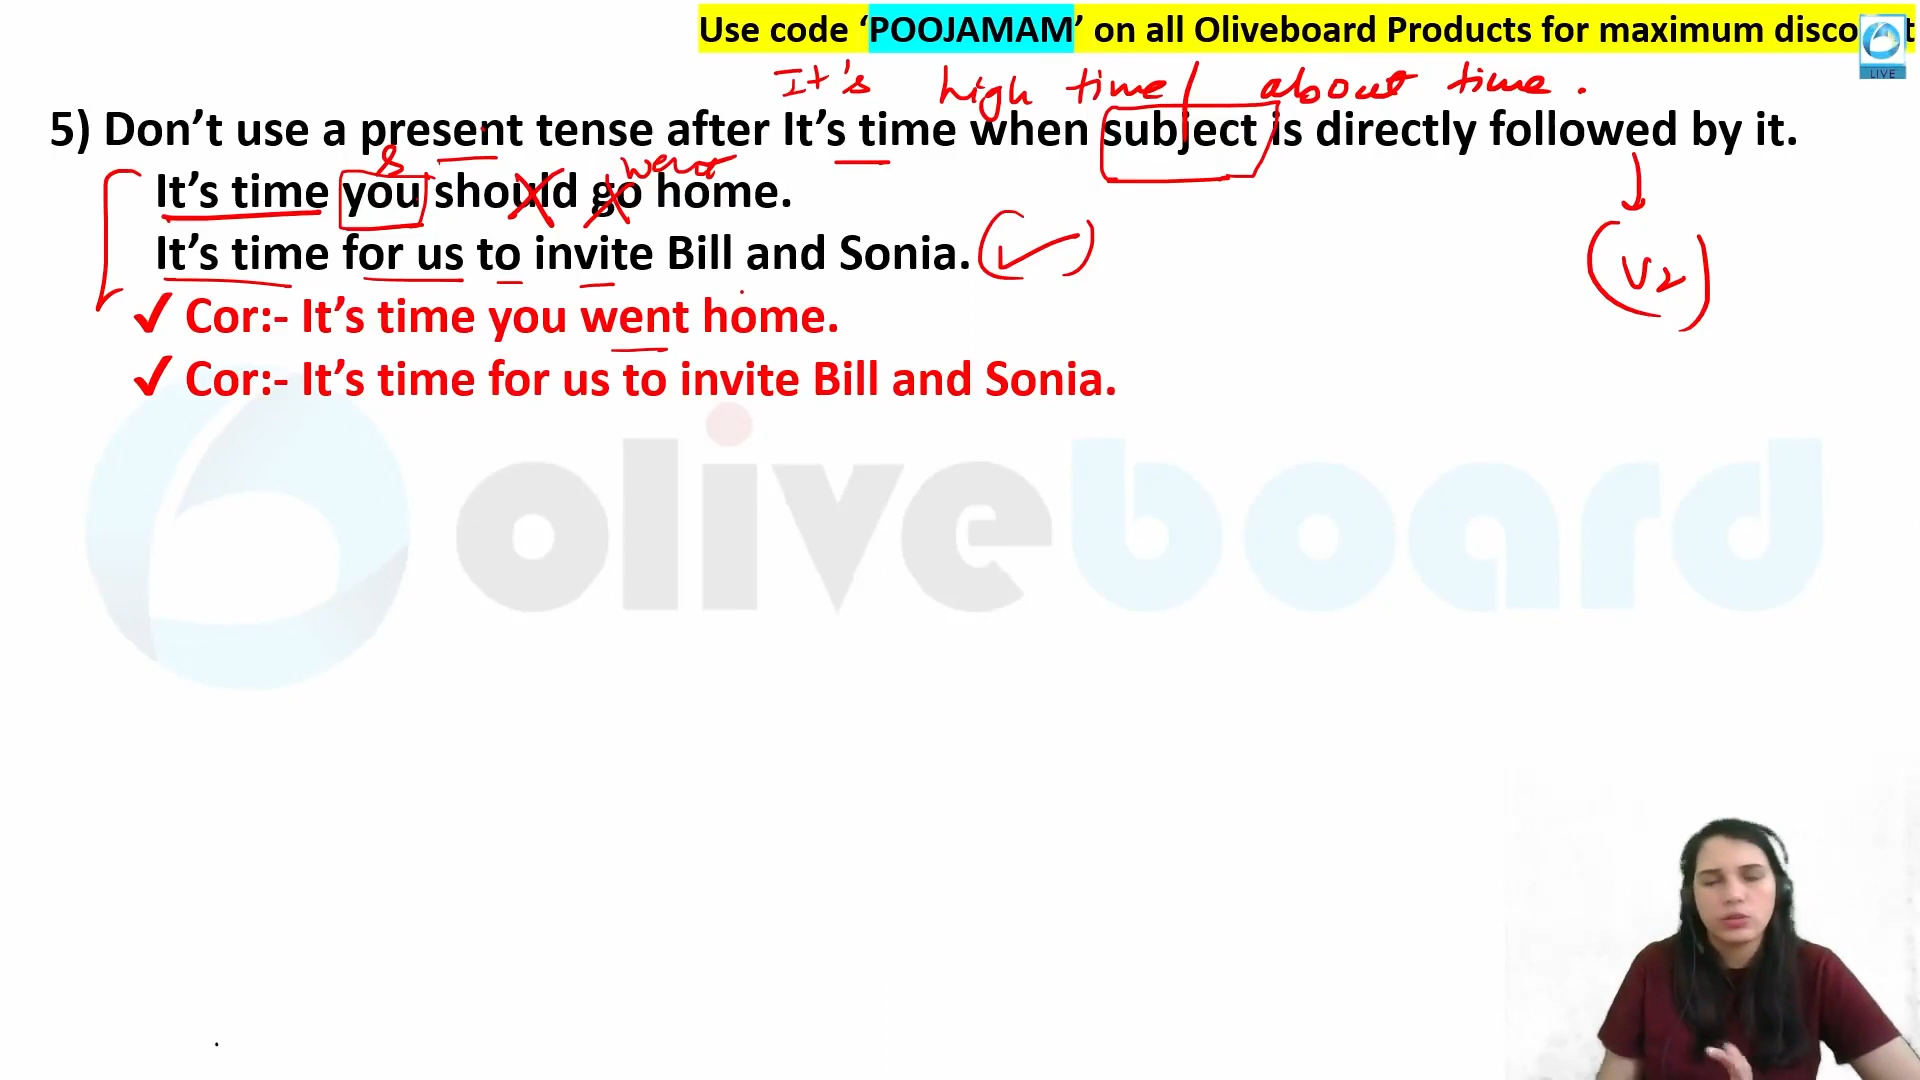 Use code ‘POOJAMAM’ on all Oliveboard Products for maximum disco t
LIVE
It's high time / about time.
5) Don’t use a present tense after It’s time when subject is directly followed by it.
s went
It’s time you should go home.
It’s time for us to invite Bill and Sonia.
V2
✔ Cor:- It’s time you went home.
✔ Cor:- It’s time for us to invite Bill and Sonia.
oliveboard